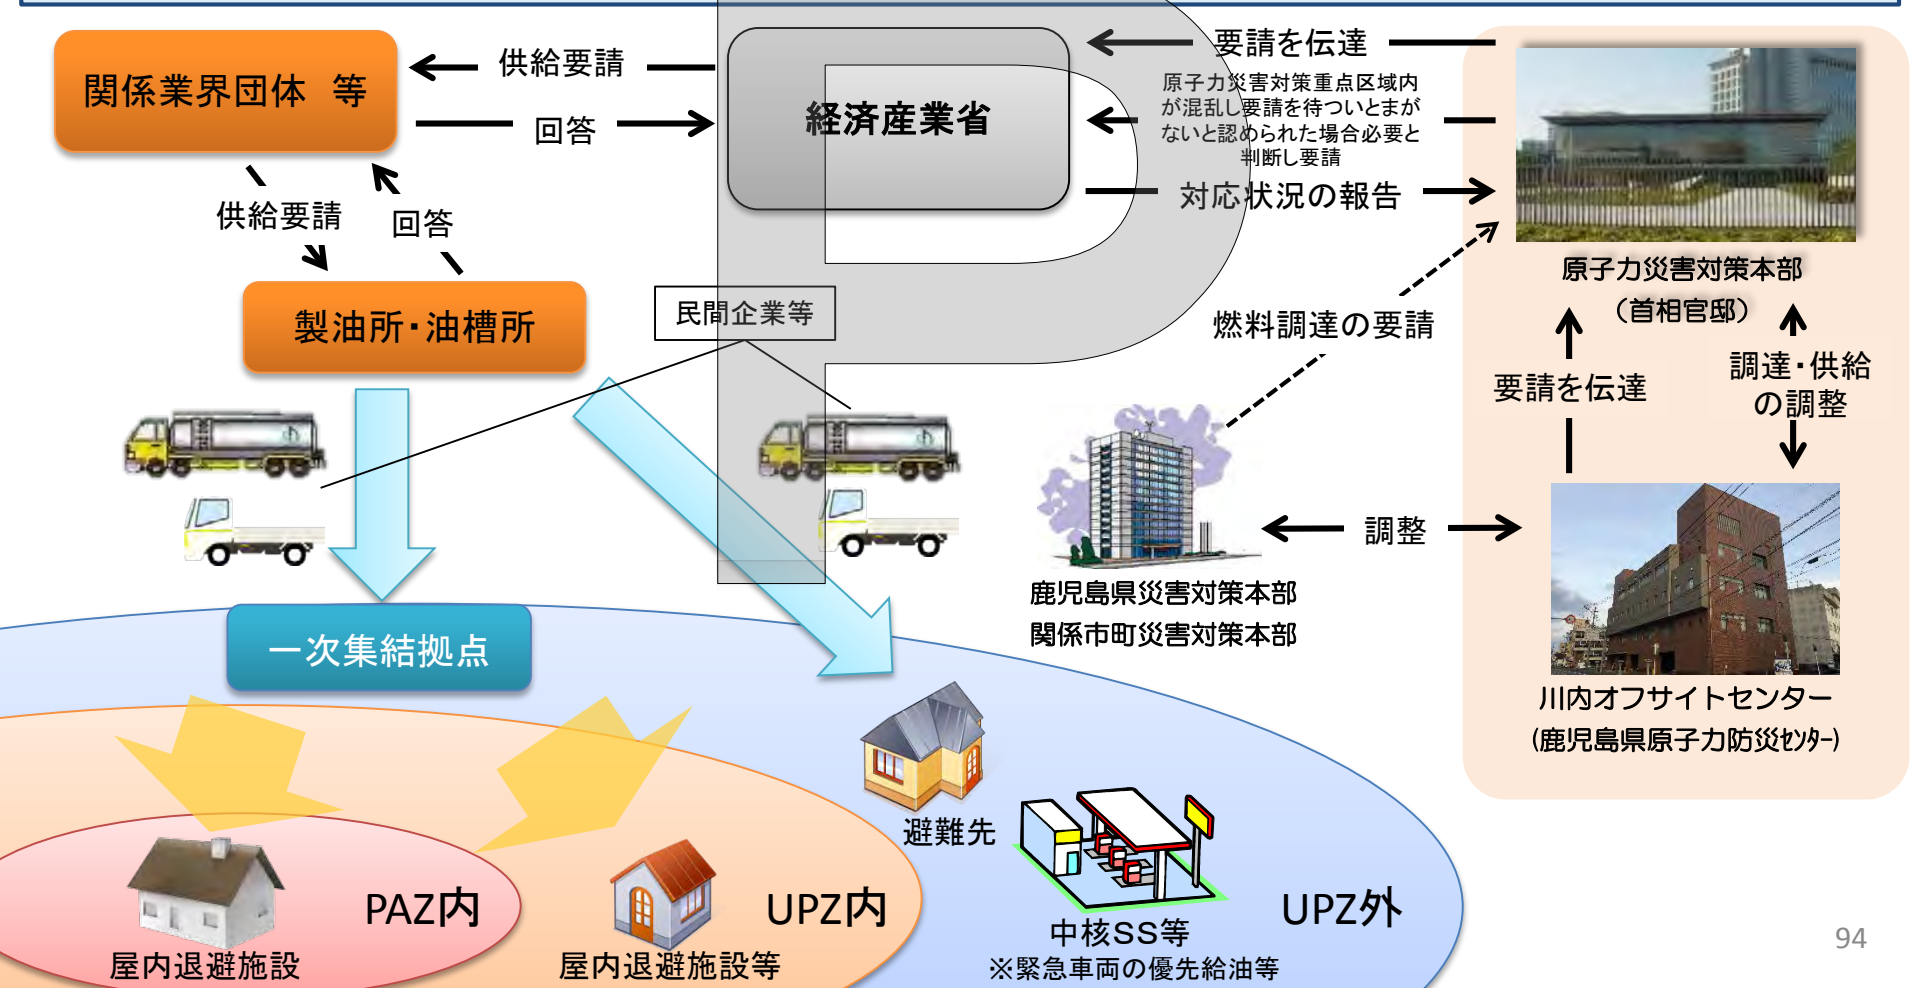 関係業界団体　等
供給要請
回答
経済産業省
要請を伝達
原子力災害対策重点区域内
が混乱し要請を待ついとまが
ないと認められた場合必要と
判断し要請
対応状況の報告
供給要請
回答
製油所・油槽所
民間企業等
燃料調達の要請
原子力災害対策本部
（首相官邸）
要請を伝達
調達・供給
の調整
調整
鹿児島県災害対策本部
関係市町災害対策本部
川内オフサイトセンター
(鹿児島県原子力防災ｾﾝﾀｰ)
一次集結拠点
避難先
PAZ内
屋内退避施設
UPZ内
屋内退避施設等
中核ＳＳ等
※緊急車両の優先給油等
UPZ外
P
94